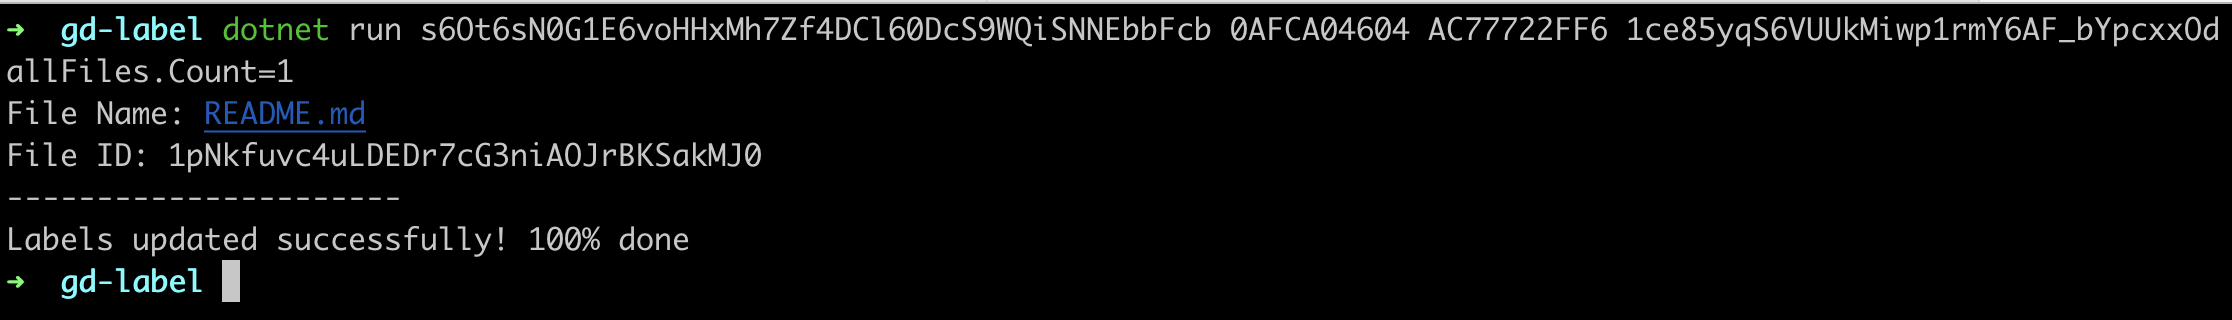 → gd-label dotnet run s6Ot6sN0G1E6voHHxMh7Zf4DCl60DcS9WQiSNNEbbFcb 0AFCA04604 AC77722FF6 1ce85yqS6VUUkMiwp1rmY6AF_bYpcxxOd
allFiles.Count=1
File Name: README.md
File ID: 1pNkfuvc4uLDEDr7cG3niAOJrBKSakMJ0
----------------------
Labels updated successfully! 100% done
→ gd-label